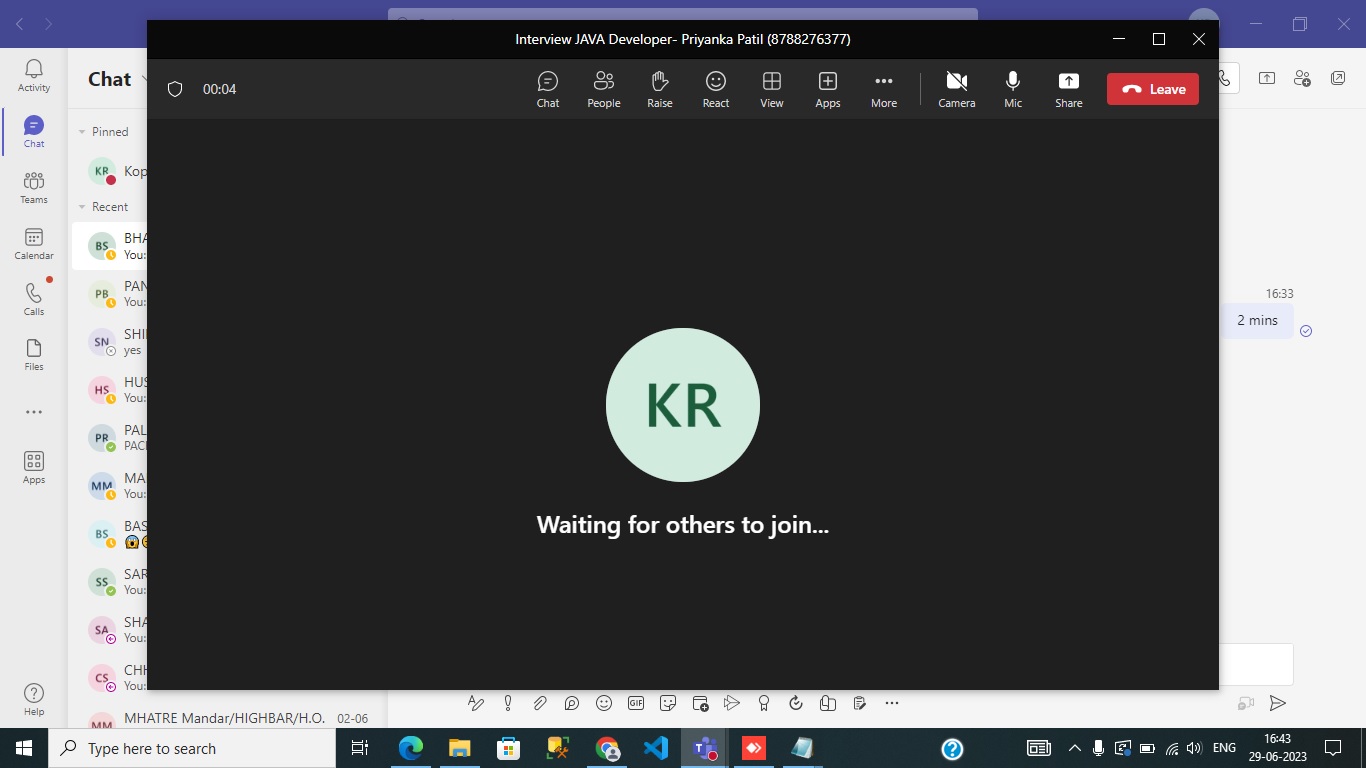 Interview JAVA Developer- Priyanka Patil (8788276377)
00:04
Chat
People
Raise
React
View
Apps
More
Camera
Mic
Share
Leave
Activity
Chat
Teams
Calendar
Calls
Files
Apps
Help
Chat
Pinned
KR Kop
Recent
BS BHA
You:
PB PAN
You:
SN SHI
yes
HS HUS
You:
PR PAL
PACI
MM MA
You:
BS BAS
SS SAR
You:
SA SHA
You:
CS CHH
You:
MM MHATRE Mandar/HIGHBAR/H.O. 02-06
KR
Waiting for others to join...
16:33
2 mins
GIF
Type here to search
ENG
16:43
29-06-2023